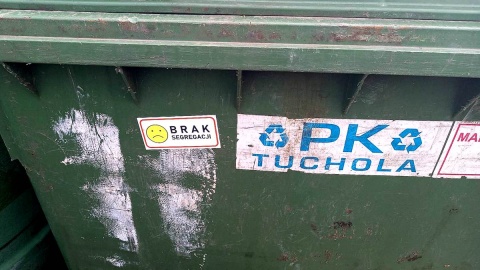 BRAK
SEGREGACJI
PK
TUCHOLA